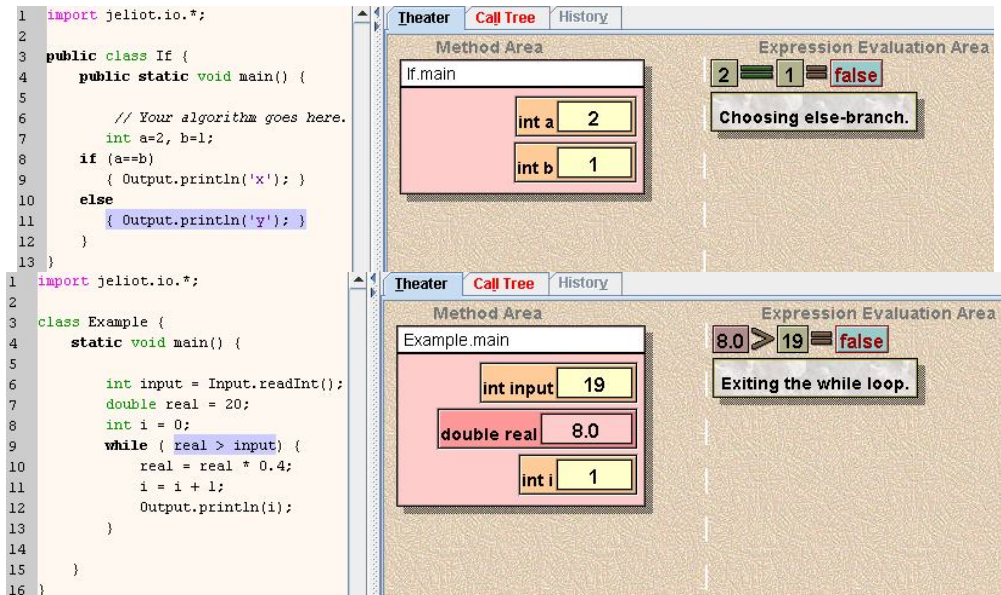 1 import jeliot.io.*;
2
3 public class If {
4 public static void main() {
5
6 // Your algorithm goes here.
7 int a=2, b=1;
8 if (a==b)
9 { Output.println('x'); }
10 else
11 { Output.println('y'); }
12 }
13 }
Theater Call Tree History
Method Area
If.main
int a 2
int b 1
Expression Evaluation Area
2 == 1 = false
Choosing else-branch.
1 import jeliot.io.*;
2
3 class Example {
4 static void main() {
5
6 int input = Input.readInt();
7 double real = 20;
8 int i = 0;
9 while ( real > input) {
10 real = real * 0.4;
11 i = i + 1;
12 Output.println(i);
13 }
14
15 }
16 }
Theater Call Tree History
Method Area
Example.main
int input 19
double real 8.0
int i 1
Expression Evaluation Area
8.0 > 19 = false
Exiting the while loop.